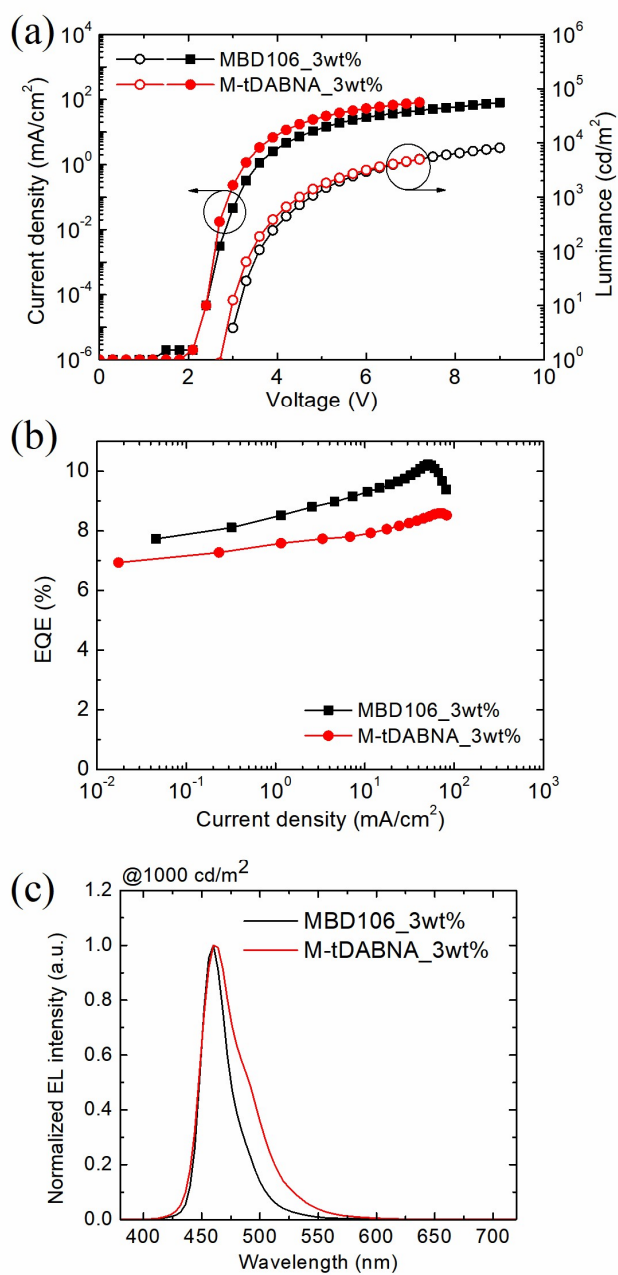 (a)
MBD106_3wt%
M-tDABNA_3wt%
Current density (mA/cm²)
10⁴
10²
10⁰
10⁻²
10⁻⁴
10⁻⁶
Luminance (cd/m²)
10⁶
10⁵
10⁴
10³
10²
10¹
10⁰
0 2 4 6 8 10
Voltage (V)
(b)
EQE (%)
10
8
6
4
2
0
MBD106_3wt%
M-tDABNA_3wt%
10⁻² 10⁻¹ 10⁰ 10¹ 10² 10³
Current density (mA/cm²)
(c)
@1000 cd/m²
Normalized EL intensity (a.u.)
1.2
1.0
0.8
0.6
0.4
0.2
0.0
MBD106_3wt%
M-tDABNA_3wt%
400 450 500 550 600 650 700
Wavelength (nm)